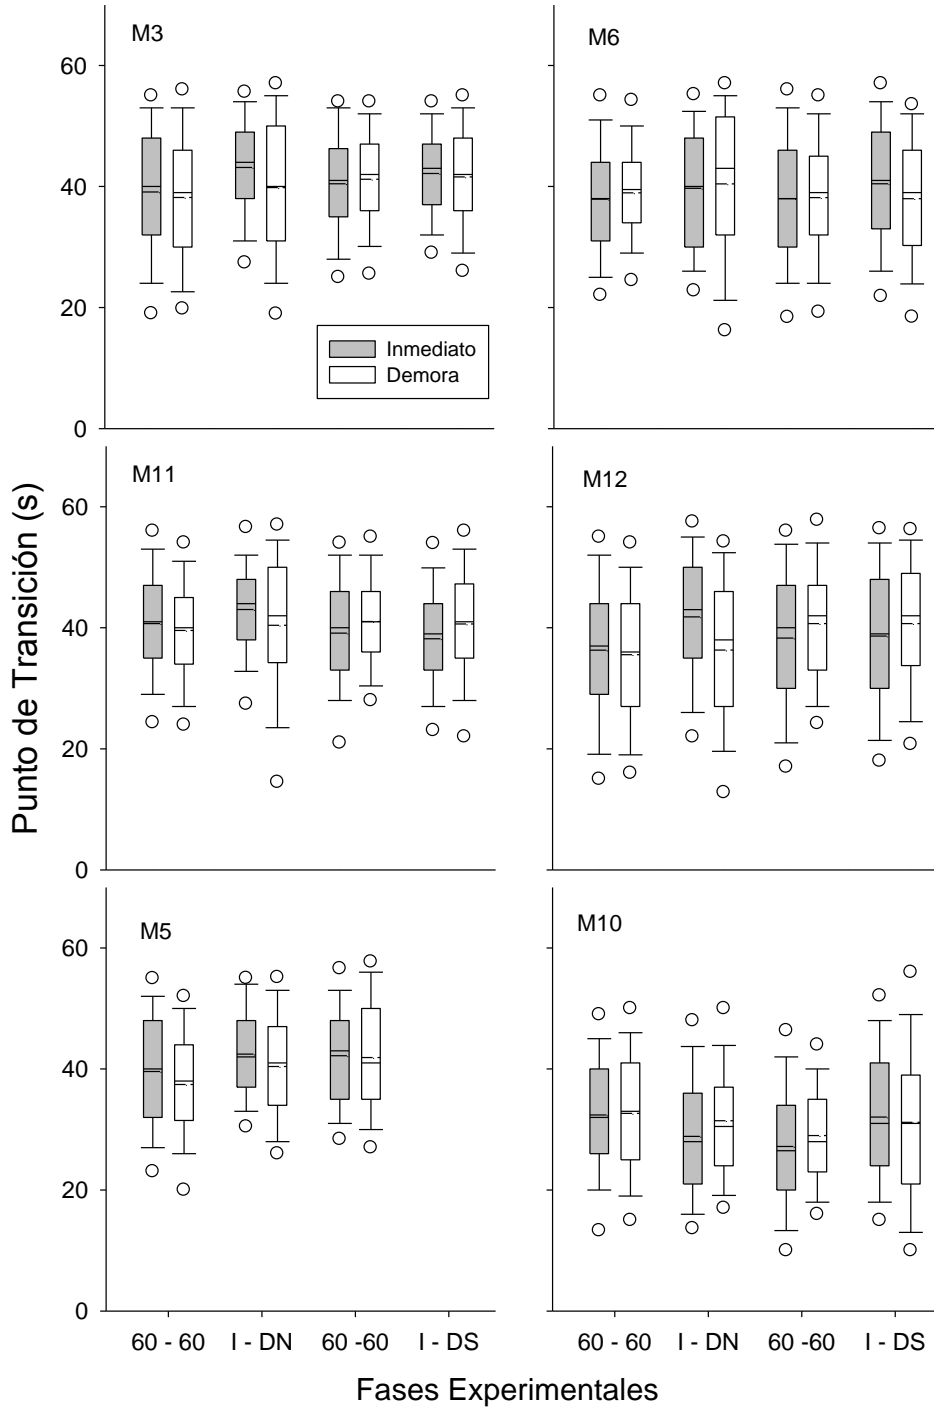 M3
M6
60
40
20
0
Inmediato
Demora
M11
M12
60
40
20
0
Punto de Transición (s)
M5
M10
60
40
20
0
60 - 60 I - DN 60 -60 I - DS
60 - 60 I - DN 60 -60 I - DS
Fases Experimentales